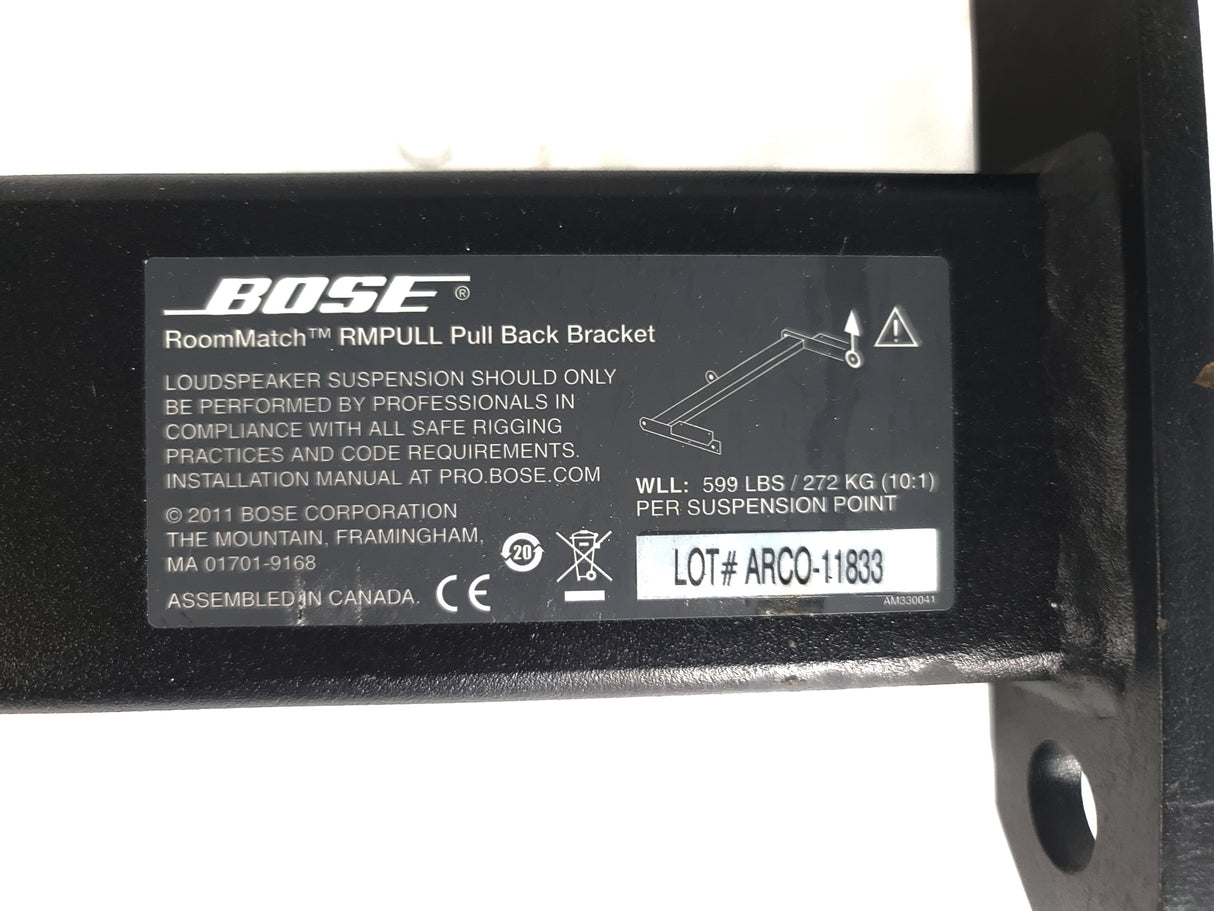 BOSE®
RoomMatch™ RMPULL Pull Back Bracket
LOUDSPEAKER SUSPENSION SHOULD ONLY
BE PERFORMED BY PROFESSIONALS IN
COMPLIANCE WITH ALL SAFE RIGGING
PRACTICES AND CODE REQUIREMENTS.
INSTALLATION MANUAL AT PRO.BOSE.COM
© 2011 BOSE CORPORATION
THE MOUNTAIN, FRAMINGHAM,
MA 01701-9168
ASSEMBLED IN CANADA.
CE
20
WLL: 599 LBS / 272 KG (10:1)
PER SUSPENSION POINT
LOT# ARCO-11833
AM330041